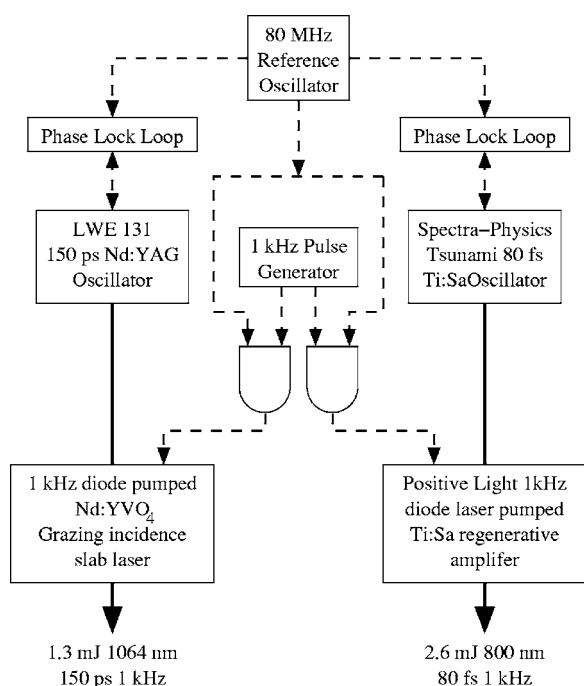 80 MHz
Reference
Oscillator
Phase Lock Loop
Phase Lock Loop
LWE 131
150 ps Nd:YAG
Oscillator
1 kHz Pulse
Generator
Spectra–Physics
Tsunami 80 fs
Ti:SaOscillator
1 kHz diode pumped
Nd:YVO4
Grazing incidence
slab laser
Positive Light 1kHz
diode laser pumped
Ti:Sa regenerative
amplifer
1.3 mJ 1064 nm
150 ps 1 kHz
2.6 mJ 800 nm
80 fs 1 kHz